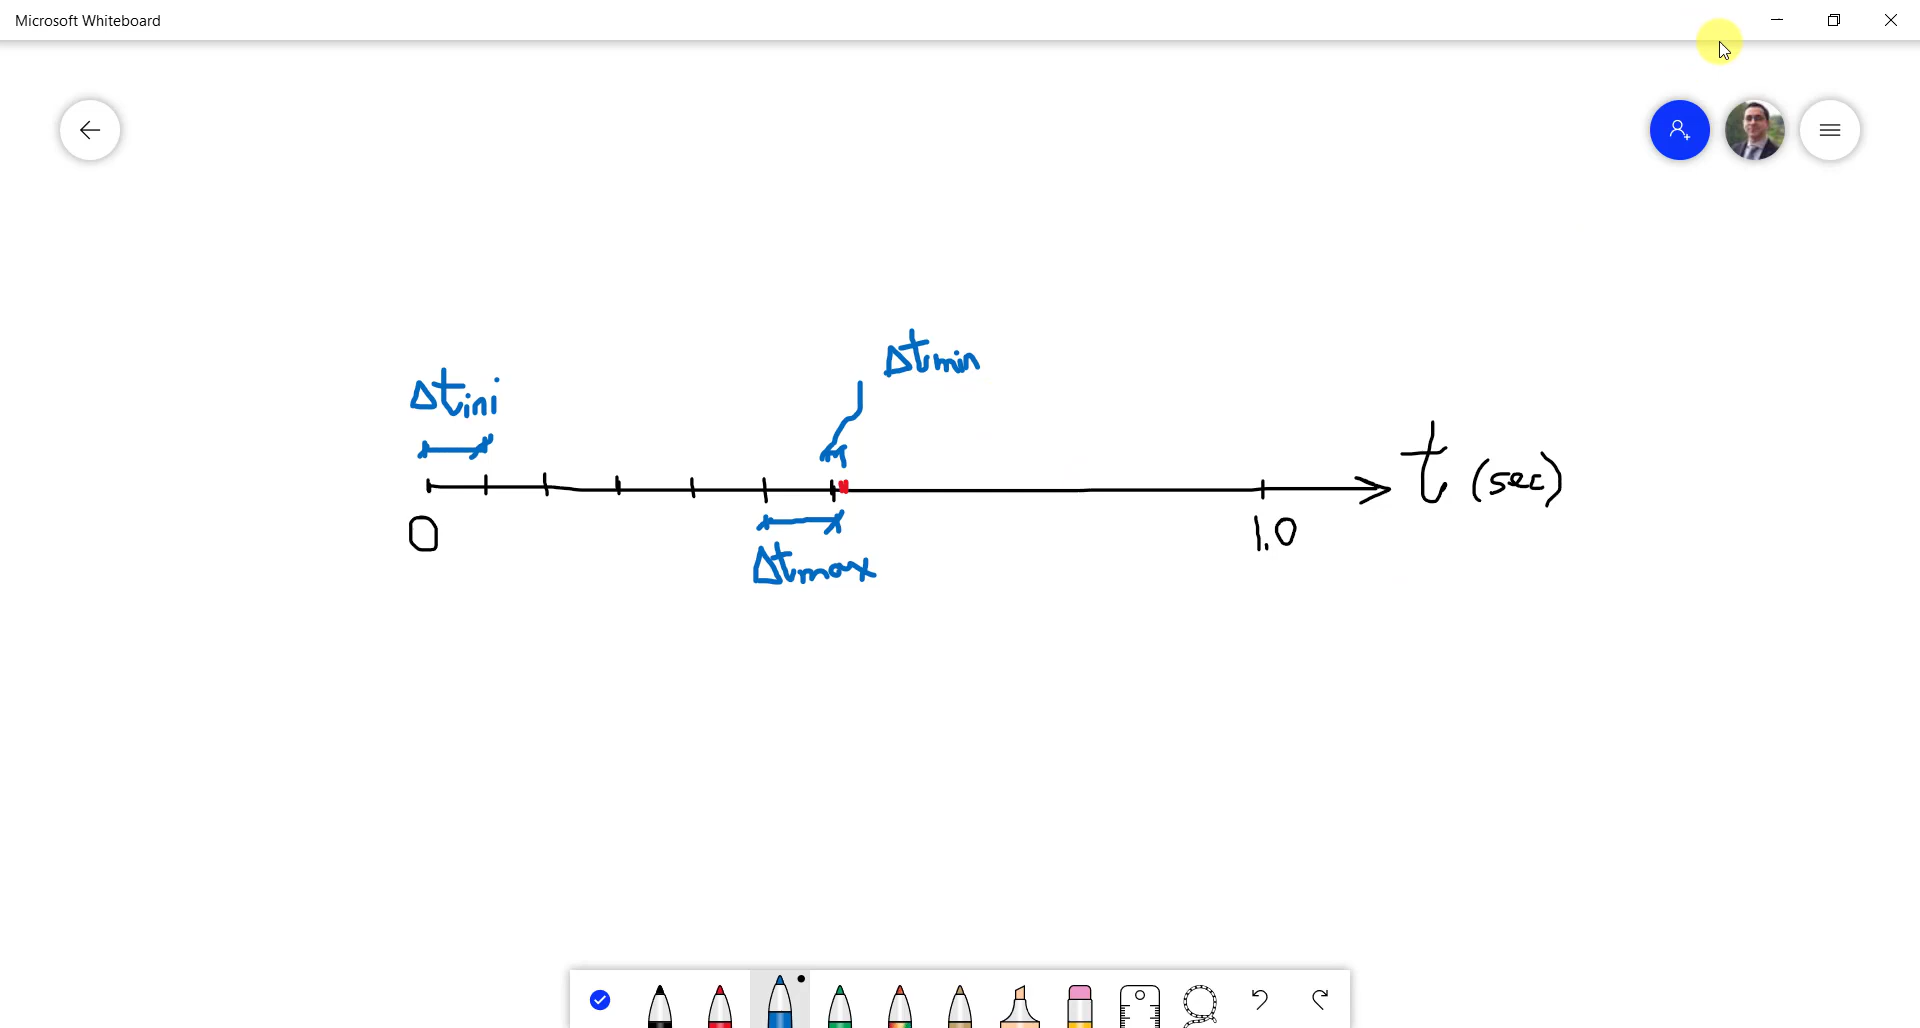 Microsoft Whiteboard
Δtmin
Δtini
t (sec)
0
1.0
Δtmax